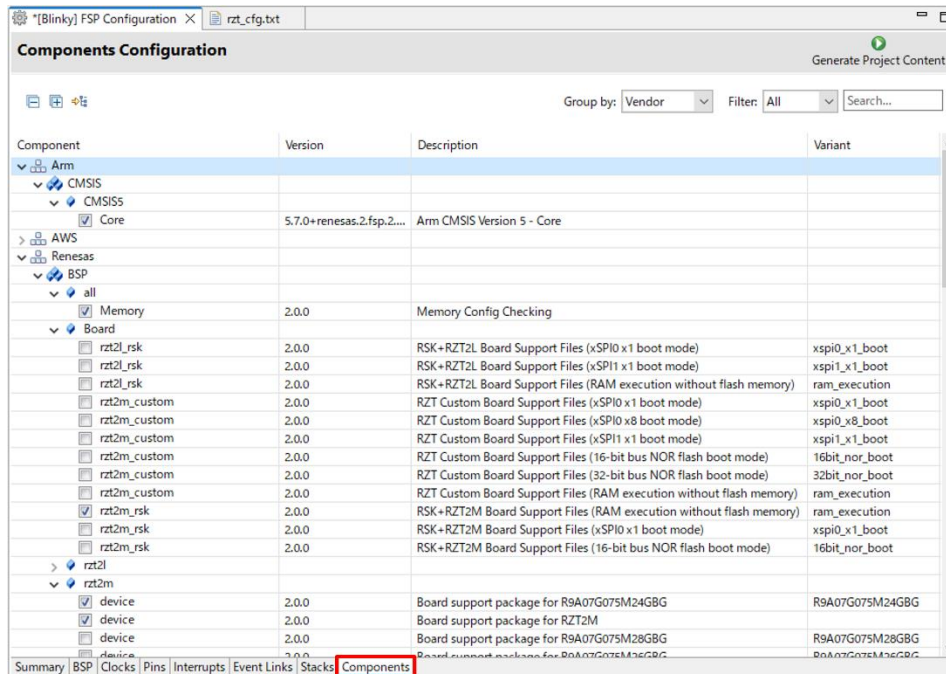 *[Blinky] FSP Configuration
rzt_cfg.txt
Components Configuration
Generate Project Content
Group by: Vendor Filter: All Search...
Component Version Description Variant
Arm
CMSIS
CMSIS5
Core 5.7.0+renesas.2.fsp.2.... Arm CMSIS Version 5 - Core
AWS
Renesas
BSP
all
Memory 2.0.0 Memory Config Checking
Board
rzt2l_rsk 2.0.0 RSK+RZT2L Board Support Files (xSPI0 x1 boot mode) xspi0_x1_boot
rzt2l_rsk 2.0.0 RSK+RZT2L Board Support Files (xSPI1 x1 boot mode) xspi1_x1_boot
rzt2l_rsk 2.0.0 RSK+RZT2L Board Support Files (RAM execution without flash memory) ram_execution
rzt2m_custom 2.0.0 RZT Custom Board Support Files (xSPI0 x1 boot mode) xspi0_x1_boot
rzt2m_custom 2.0.0 RZT Custom Board Support Files (xSPI0 x8 boot mode) xspi0_x8_boot
rzt2m_custom 2.0.0 RZT Custom Board Support Files (xSPI1 x1 boot mode) xspi1_x1_boot
rzt2m_custom 2.0.0 RZT Custom Board Support Files (16-bit bus NOR flash boot mode) 16bit_nor_boot
rzt2m_custom 2.0.0 RZT Custom Board Support Files (32-bit bus NOR flash boot mode) 32bit_nor_boot
rzt2m_custom 2.0.0 RZT Custom Board Support Files (RAM execution without flash memory) ram_execution
rzt2m_rsk 2.0.0 RSK+RZT2M Board Support Files (RAM execution without flash memory) ram_execution
rzt2m_rsk 2.0.0 RSK+RZT2M Board Support Files (xSPI0 x1 boot mode) xspi0_x1_boot
rzt2m_rsk 2.0.0 RSK+RZT2M Board Support Files (16-bit bus NOR flash boot mode) 16bit_nor_boot
rzt2l
rzt2m
device 2.0.0 Board support package for R9A07G075M24GBG R9A07G075M24GBG
device 2.0.0 Board support package for RZT2M
device 2.0.0 Board support package for R9A07G075M28GBG R9A07G075M28GBG
device 2.0.0 Board support package for R9A07G075M26GBG R9A07G075M26GBG
Summary BSP Clocks Pins Interrupts Event Links Stacks Components